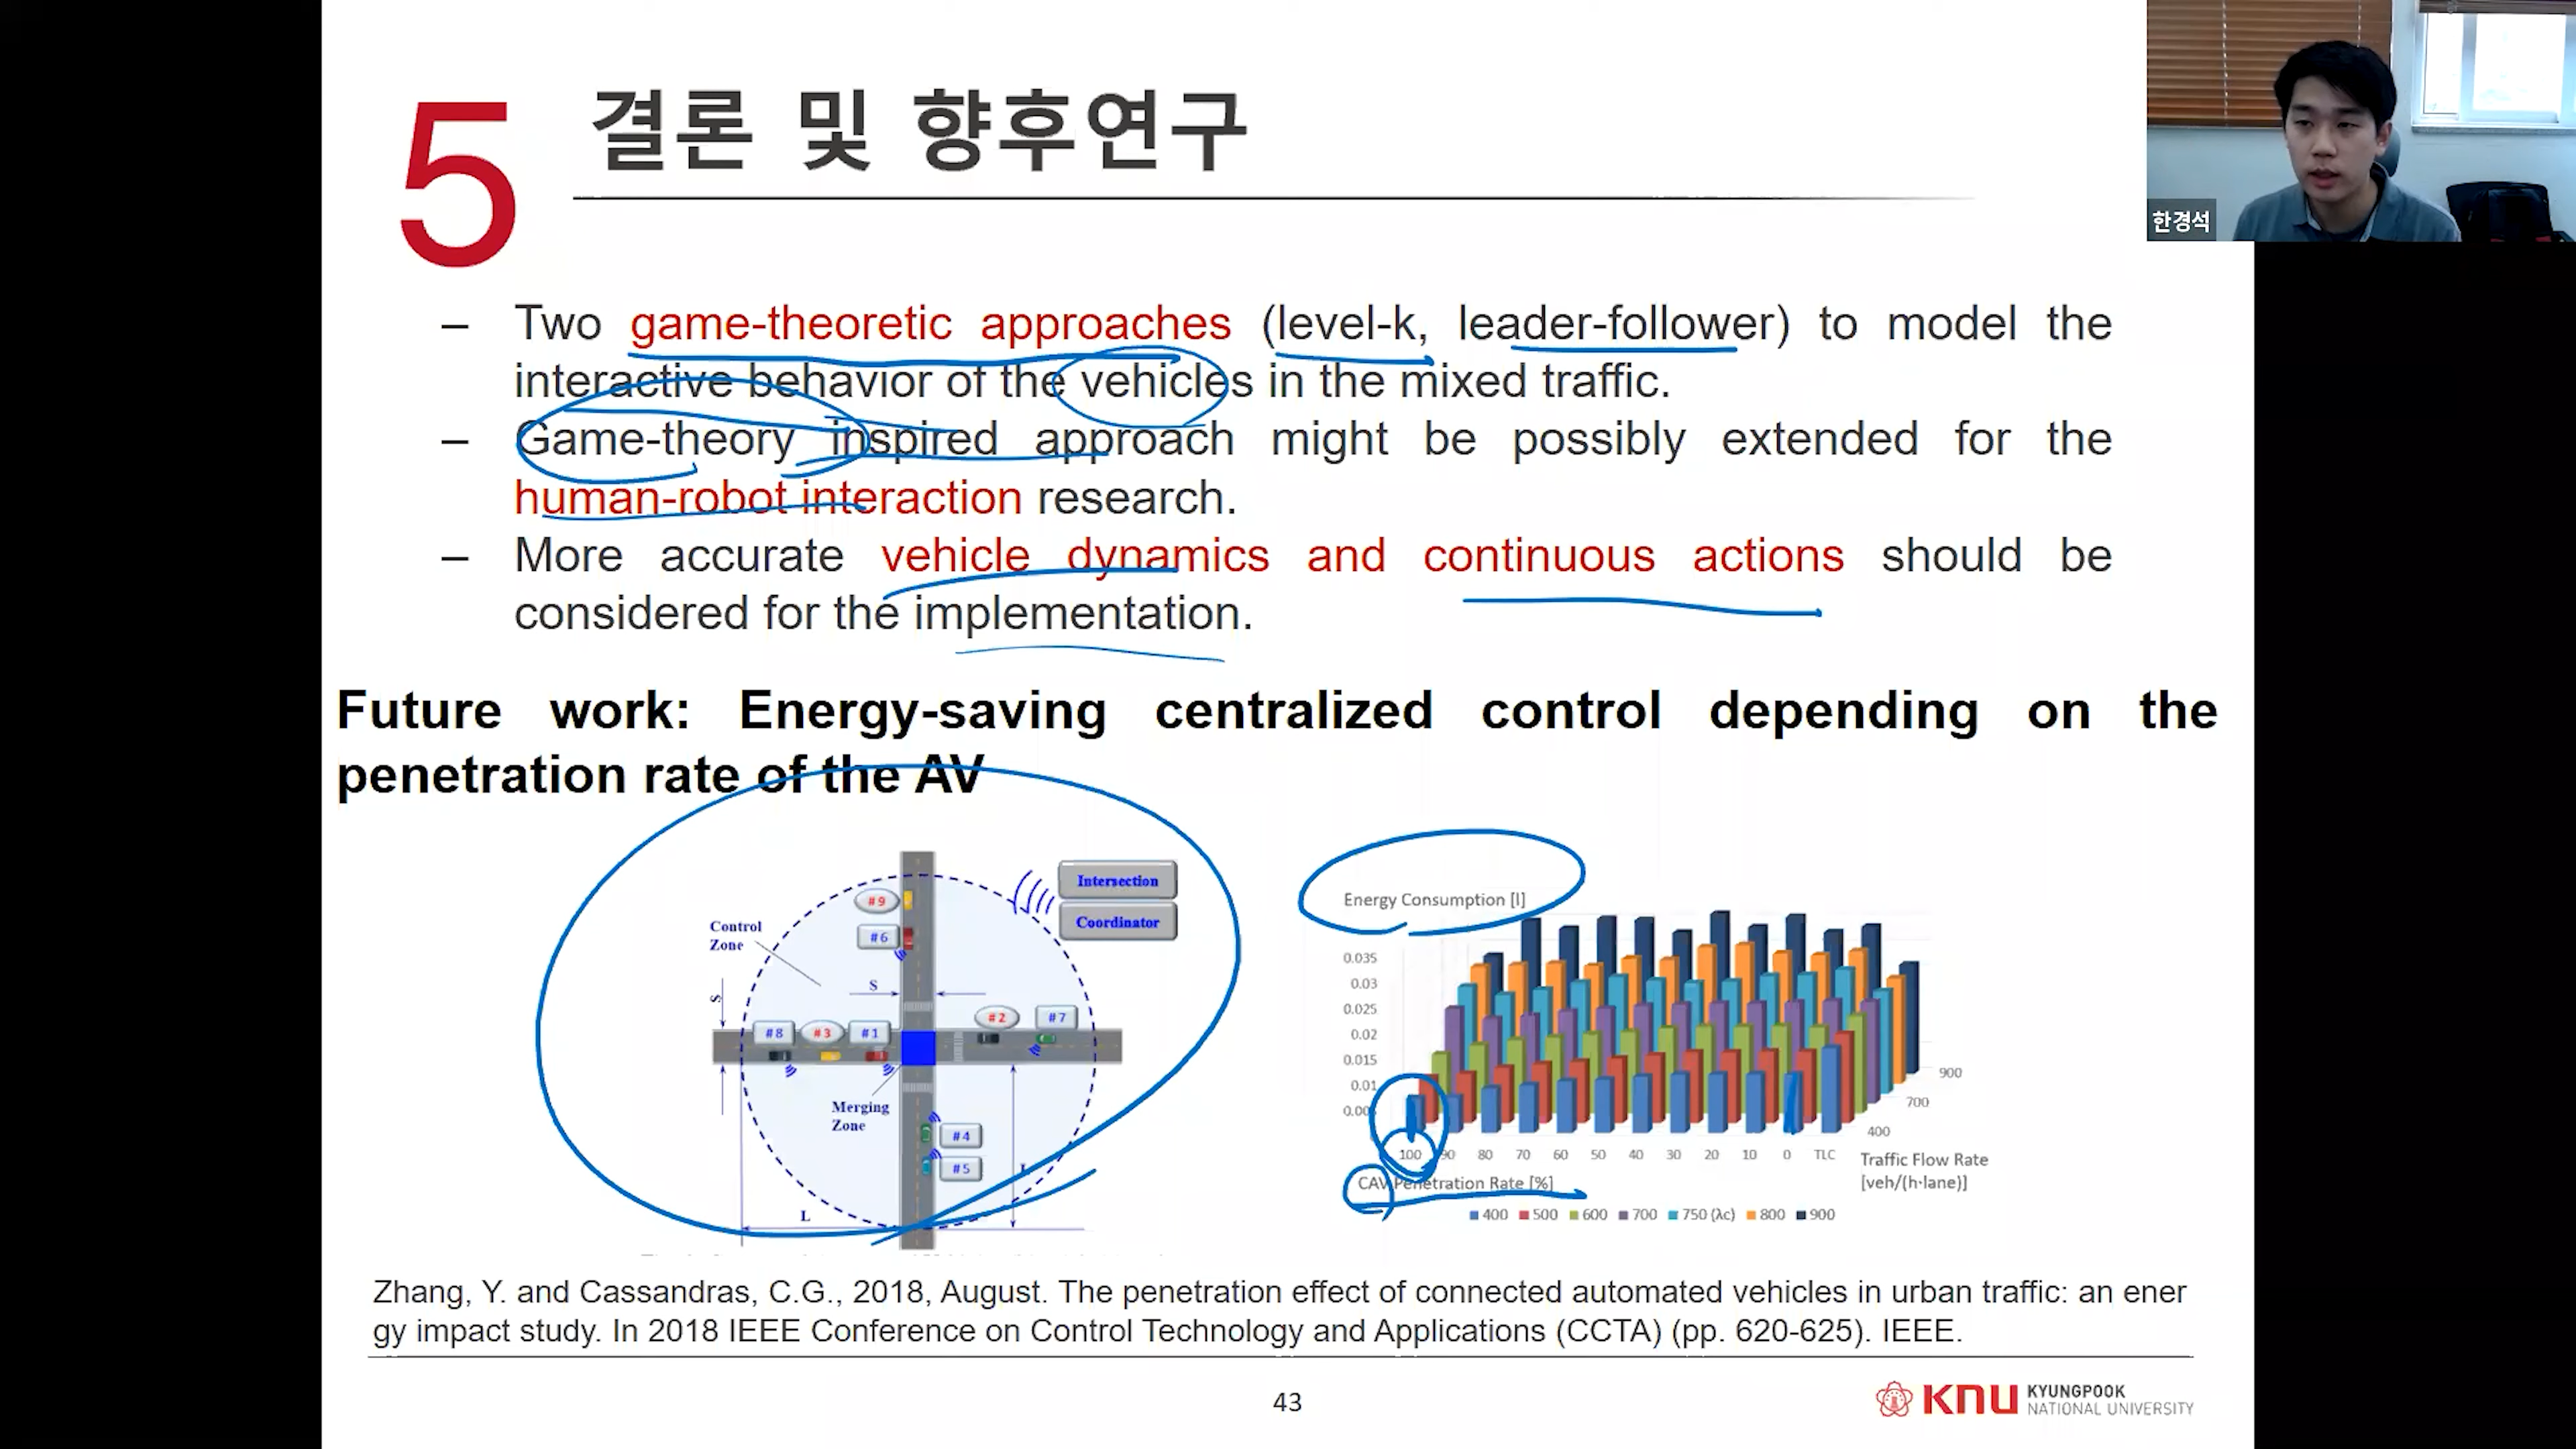 5 결론 및 향후연구
한경석
– Two game-theoretic approaches (level-k, leader-follower) to model the
interactive behavior of the vehicles in the mixed traffic.
– Game-theory inspired approach might be possibly extended for the
human-robot interaction research.
– More accurate vehicle dynamics and continuous actions should be
considered for the implementation.
Future work: Energy-saving centralized control depending on the
penetration rate of the AV
Intersection
Coordinator
#9
#6
Control
Zone
S
S
#8 #3 #1 #2 #7
Merging
Zone
#4
#5
L
Energy Consumption [l]
0.035
0.03
0.025
0.02
0.015
0.01
900
700
400
100 90 80 70 60 50 40 30 20 10 0 TLC
Traffic Flow Rate
[veh/(h·lane)]
CAV Penetration Rate [%]
400 500 600 700 750 (λc) 800 900
Zhang, Y. and Cassandras, C.G., 2018, August. The penetration effect of connected automated vehicles in urban traffic: an ener
gy impact study. In 2018 IEEE Conference on Control Technology and Applications (CCTA) (pp. 620-625). IEEE.
43
KNU KYUNGPOOK
NATIONAL UNIVERSITY